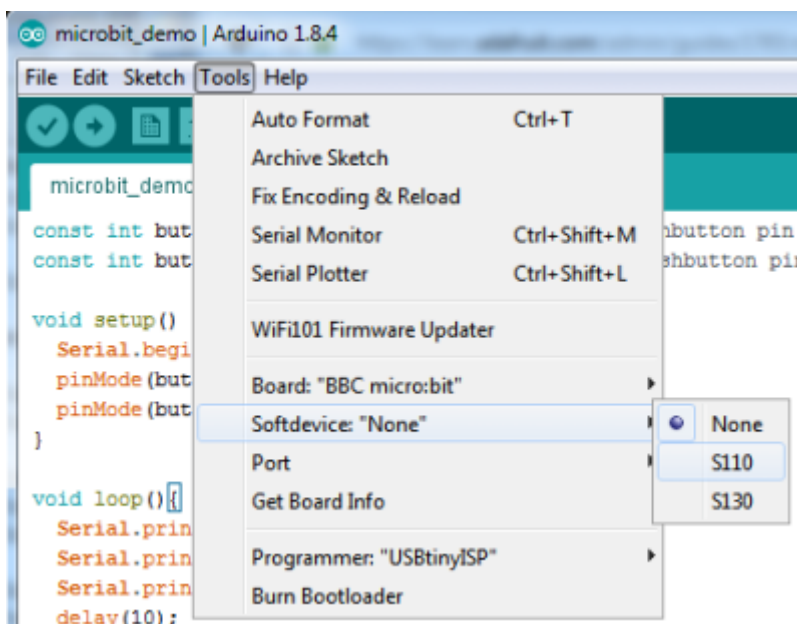 microbit_demo | Arduino 1.8.4
File Edit Sketch Tools Help
microbit_demo
Auto Format Ctrl+T
Archive Sketch
Fix Encoding & Reload
Serial Monitor Ctrl+Shift+M
Serial Plotter Ctrl+Shift+L
WiFi101 Firmware Updater
Board: "BBC micro:bit"
Softdevice: "None"
Port
Get Board Info
Programmer: "USBtinyISP"
Burn Bootloader
None
S110
S130
const int but hbutton pin
const int but shbutton pin
void setup()
Serial.begi
pinMode(but
pinMode(but
}
void loop(){
Serial.prin
Serial.prin
Serial.prin
delay(10);